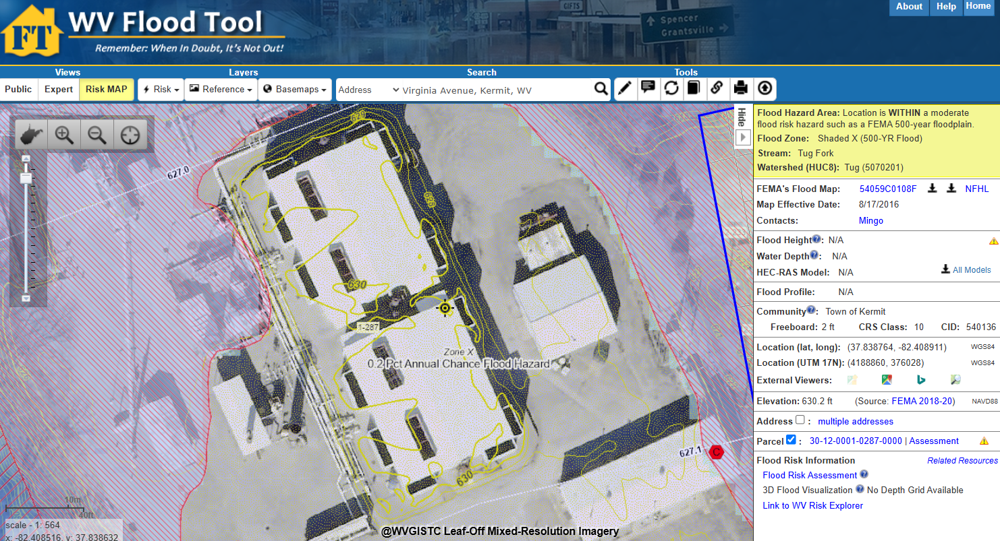 About Help Home
FT WV Flood Tool
Remember: When In Doubt, It's Not Out!
GIFTS
Spencer
Grantsville
Views Layers Search Tools
Public Expert Risk MAP Risk Reference Basemaps Address Virginia Avenue, Kermit, WV
Hide
627.0
628
628
630
1-287
Zone X
0.2 Pct Annual Chance Flood Hazard
630
627.1
C
10m
40ft
scale - 1: 564
x: -82.408516, y: 37.838632
@WVGISTC Leaf-Off Mixed-Resolution Imagery
Flood Hazard Area: Location is WITHIN a moderate
flood risk hazard such as a FEMA 500-year floodplain.
Flood Zone: Shaded X (500-YR Flood)
Stream: Tug Fork
Watershed (HUC8): Tug (5070201)
FEMA's Flood Map: 54059C0108F NFHL
Map Effective Date: 8/17/2016
Contacts: Mingo
Flood Height?: N/A
Water Depth?: N/A
HEC-RAS Model: N/A All Models
Flood Profile: N/A
Community?: Town of Kermit
Freeboard: 2 ft CRS Class: 10 CID: 540136
Location (lat, long): (37.838764, -82.408911) WGS84
Location (UTM 17N): (4188860, 376028) WGS84
External Viewers:
Elevation: 630.2 ft (Source: FEMA 2018-20) NAVD88
Address : multiple addresses
Parcel : 30-12-0001-0287-0000 | Assessment
Flood Risk Information Related Resources
Flood Risk Assessment ?
3D Flood Visualization ? No Depth Grid Available
Link to WV Risk Explorer